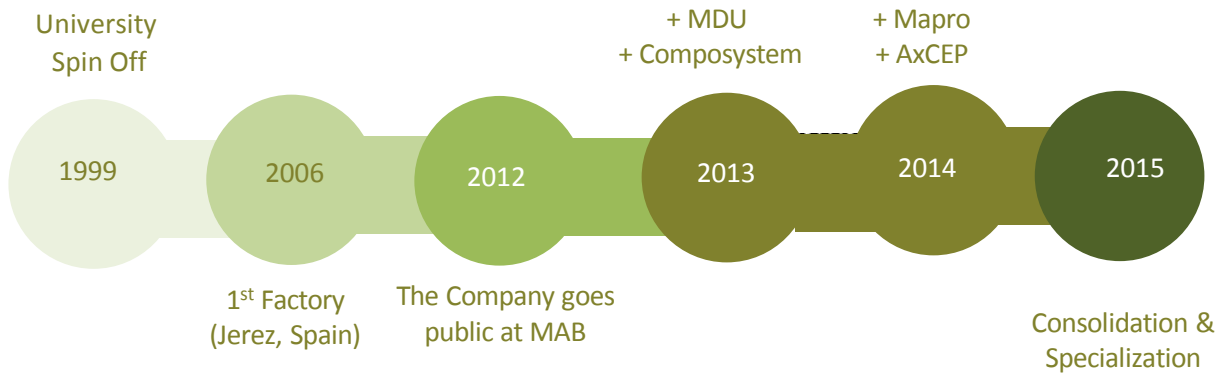 University
Spin Off
+ MDU
+ Composystem
+ Mapro
+ AxCEP
1999
2006
2012
2013
2014
2015
1st Factory
(Jerez, Spain)
The Company goes
public at MAB
Consolidation &
Specialization